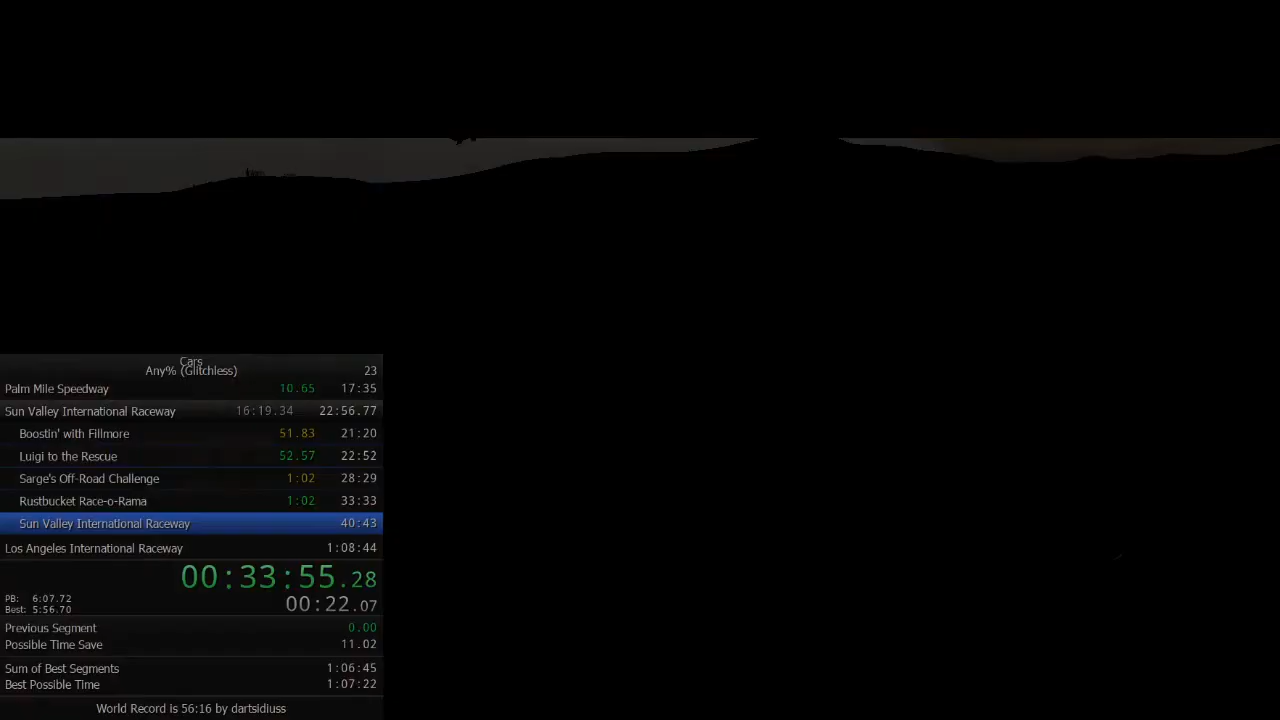 Cars
Any% (Glitchless) 23
Palm Mile Speedway 10.65 17:35
Sun Valley International Raceway 16:19.34 22:56.77
Boostin' with Fillmore 51.83 21:20
Luigi to the Rescue 52.57 22:52
Sarge's Off-Road Challenge 1:02 28:29
Rustbucket Race-o-Rama 1:02 33:33
Sun Valley International Raceway 40:43
Los Angeles International Raceway 1:08:44
00:33:55.28
PB: 6:07.72
Best: 5:56.70
00:22.07
Previous Segment 0.00
Possible Time Save 11.02
Sum of Best Segments 1:06:45
Best Possible Time 1:07:22
World Record is 56:16 by dartsidiuss